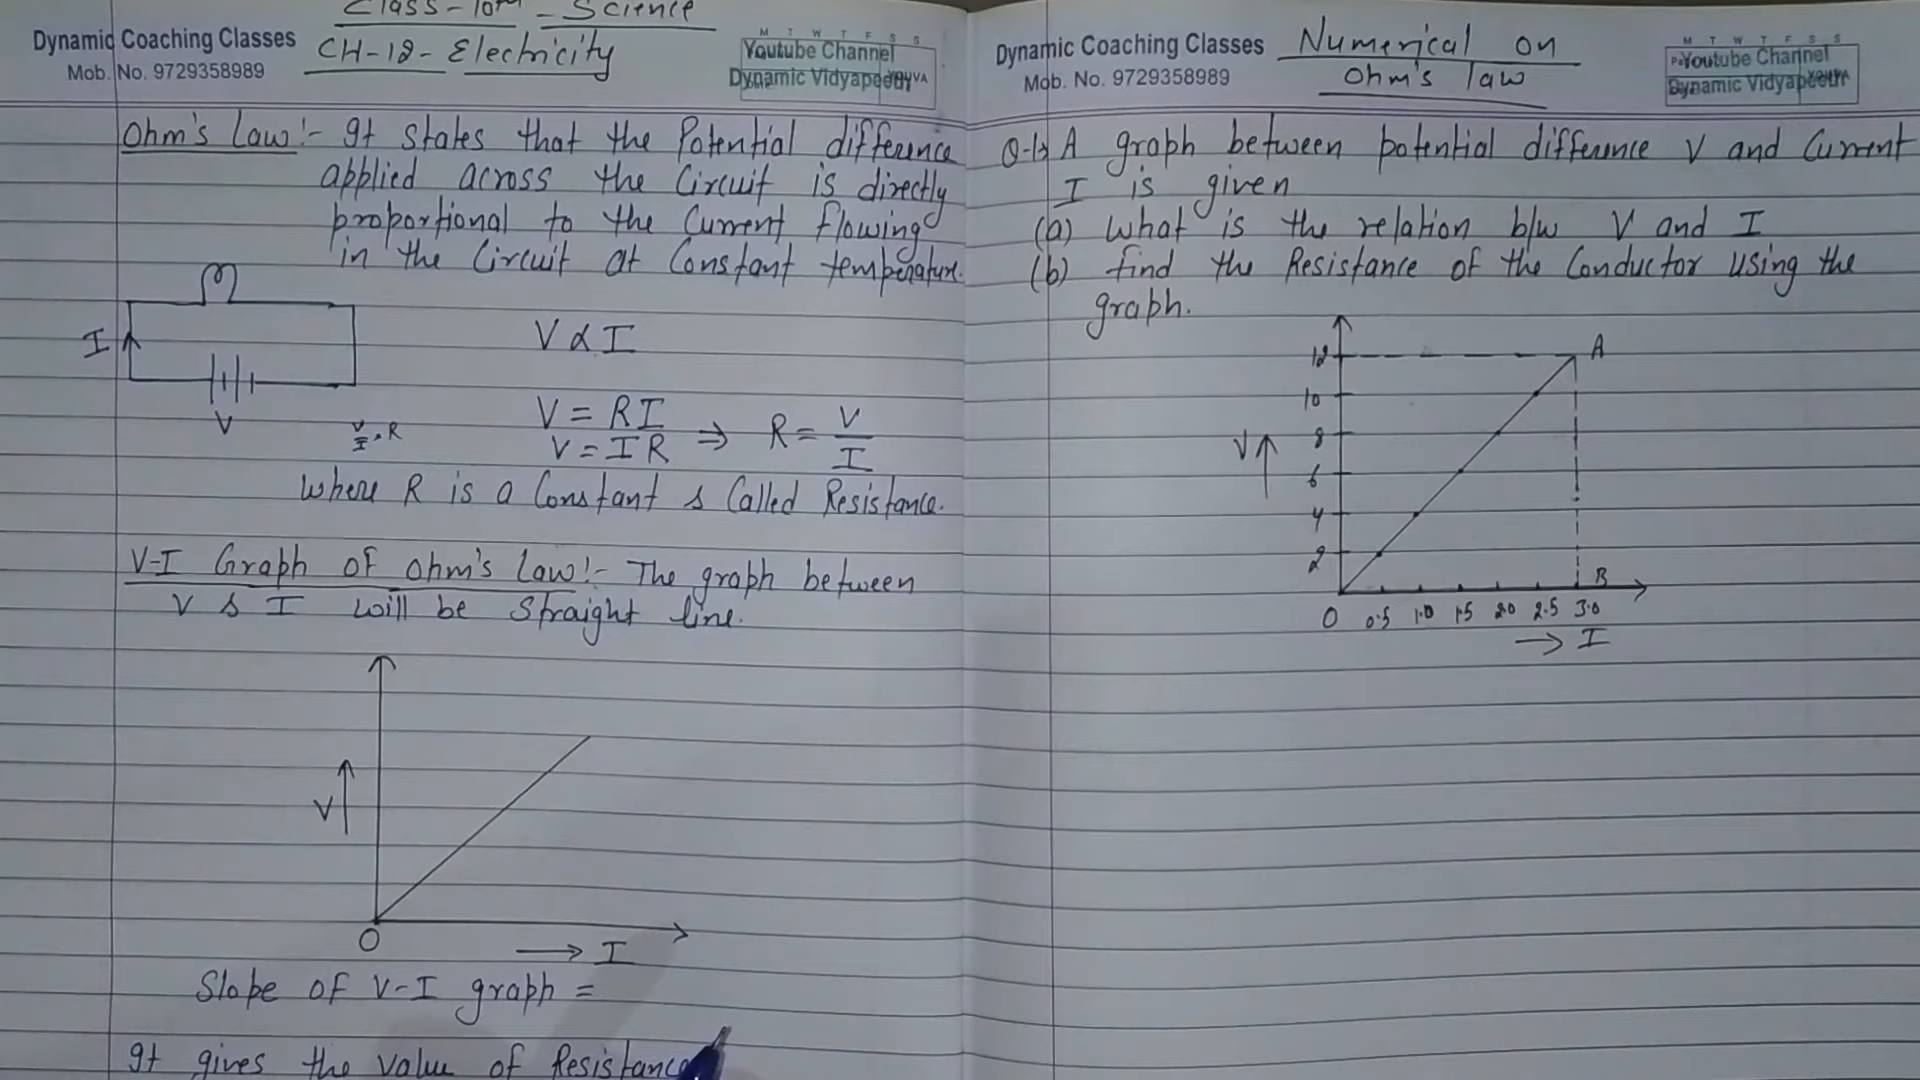 Class-10th - Science
Dynamic Coaching Classes
Mob. No. 9729358989
CH-12- Electricity
M T W T F S S
Youtube Channel
Dynamic Vidyapeeth
Ohm's Law:- It states that the Potential difference
applied across the Circuit is directly
proportional to the Current flowing
in the Circuit at Constant temperature.
I
V
V/I = R
V ∝ I
V = RI
V = IR ⇒ R = V/I
where R is a Constant & Called Resistance.
V-I Graph of Ohm's Law:- The graph between
V & I will be straight line.
V
O
→ I
Slope of V-I graph =
It gives the value of Resistance
Dynamic Coaching Classes
Mob. No. 9729358989
Numerical on
Ohm's law
M T W T F S S
Youtube Channel
Dynamic Vidyapeeth
Q-1) A graph between potential difference V and Current
I is given
(a) What is the relation b/w V and I
(b) find the Resistance of the Conductor using the
graph.
12
A
10
V
8
6
4
2
B
O 0.5 1.0 1.5 2.0 2.5 3.0
→ I